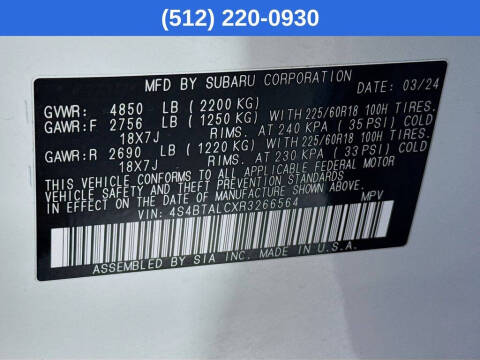 (512) 220-0930
MFD BY SUBARU CORPORATION DATE: 03/24
GVWR: 4850 LB (2200 KG)
GAWR:F 2756 LB (1250 KG) WITH 225/60R18 100H TIRES.
18X7J RIMS. AT 240 KPA (35 PSI) COLD
GAWR:R 2690 LB (1220 KG) WITH 225/60R18 100H TIRES.
18X7J RIMS. AT 230 KPA (33 PSI) COLD
THIS VEHICLE CONFORMS TO ALL APPLICABLE FEDERAL MOTOR
VEHICLE SAFETY AND THEFT PREVENTION STANDARDS
IN EFFECT ON THE DATE OF MANUFACTURE SHOWN ABOVE.
VIN: 4S4BTALCXR3266564 MPV
ASSEMBLED BY SIA INC. MADE IN U.S.A.